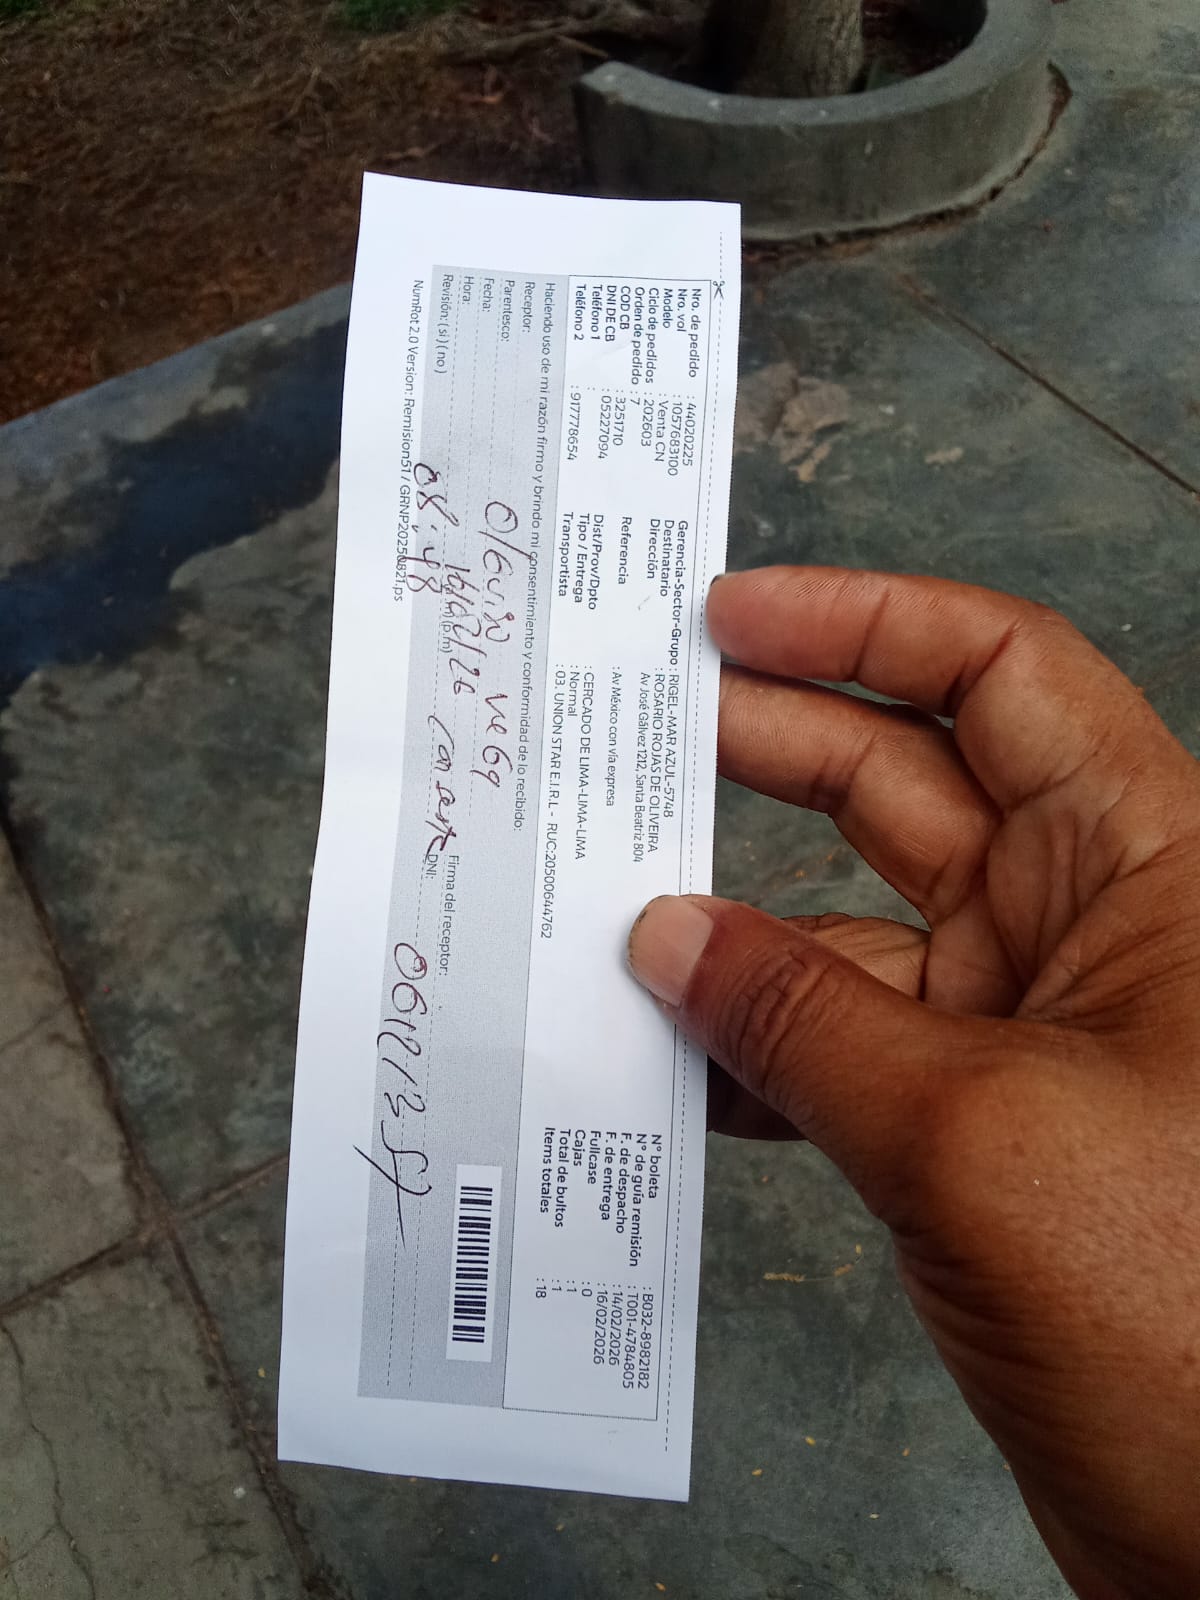 Nro. de pedido : 44020225
Nro. vol : 1057683100
Modelo : Venta CN
Ciclo de pedidos : 202603
Orden de pedido : 7
COD CB : 3251710
DNI DE CB : 05227094
Teléfono 1 :
Teléfono 2 : 917778654
Gerencia-Sector-Grupo : RIGEL-MAR AZUL-5748
Destinatario : ROSARIO ROJAS DE OLIVEIRA
Dirección Av José Gálvez 1212, Santa Beatriz 804
Referencia : Av México con vía expresa
Dist/Prov/Dpto : CERCADO DE LIMA-LIMA-LIMA
Tipo / Entrega : Normal
Transportista : 03. UNION STAR E.I.R.L - RUC:20500644762
N° boleta : B032-8982182
N° de guía remisión : T001-4784805
F. de despacho : 14/02/2026
F. de entrega : 16/02/2026
Fullcase : 0
Cajas : 1
Total de bultos : 1
Items totales : 18
Haciendo uso de mi razón firmo y brindo mi consentimiento y conformidad de lo recibido:
Receptor:
Parentesco:
Fecha: 16/02/26
Hora: 08:48 (p.m)
Firma del receptor:
Revisión: ( si ) ( no )
DNI:
NumRot 2.0 Version: Remision51 / GRNP20250821.ps